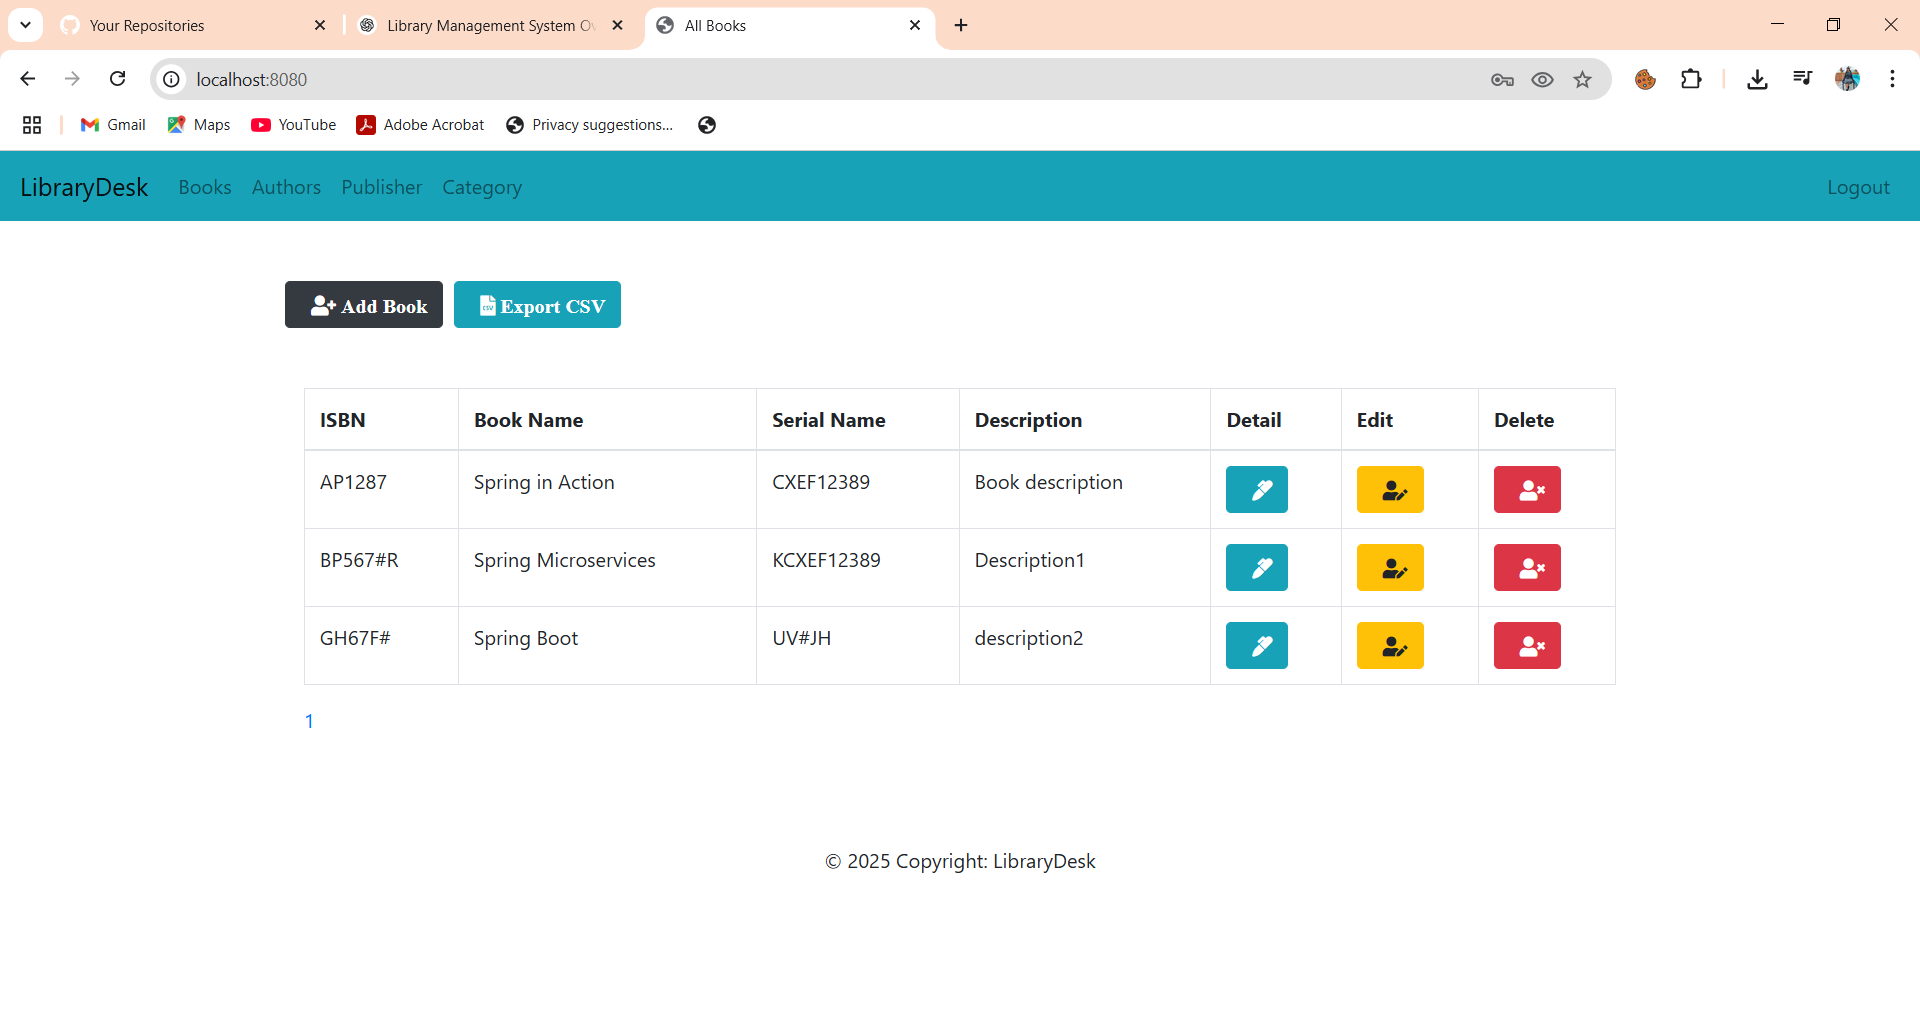 Your Repositories
Library Management System Ov
All Books
localhost:8080
Gmail Maps YouTube Adobe Acrobat Privacy suggestions...
LibraryDesk Books Authors Publisher Category Logout
Add Book Export CSV
ISBN Book Name Serial Name Description Detail Edit Delete
AP1287 Spring in Action CXEF12389 Book description
BP567#R Spring Microservices KCXEF12389 Description1
GH67F# Spring Boot UV#JH description2
1
© 2025 Copyright: LibraryDesk